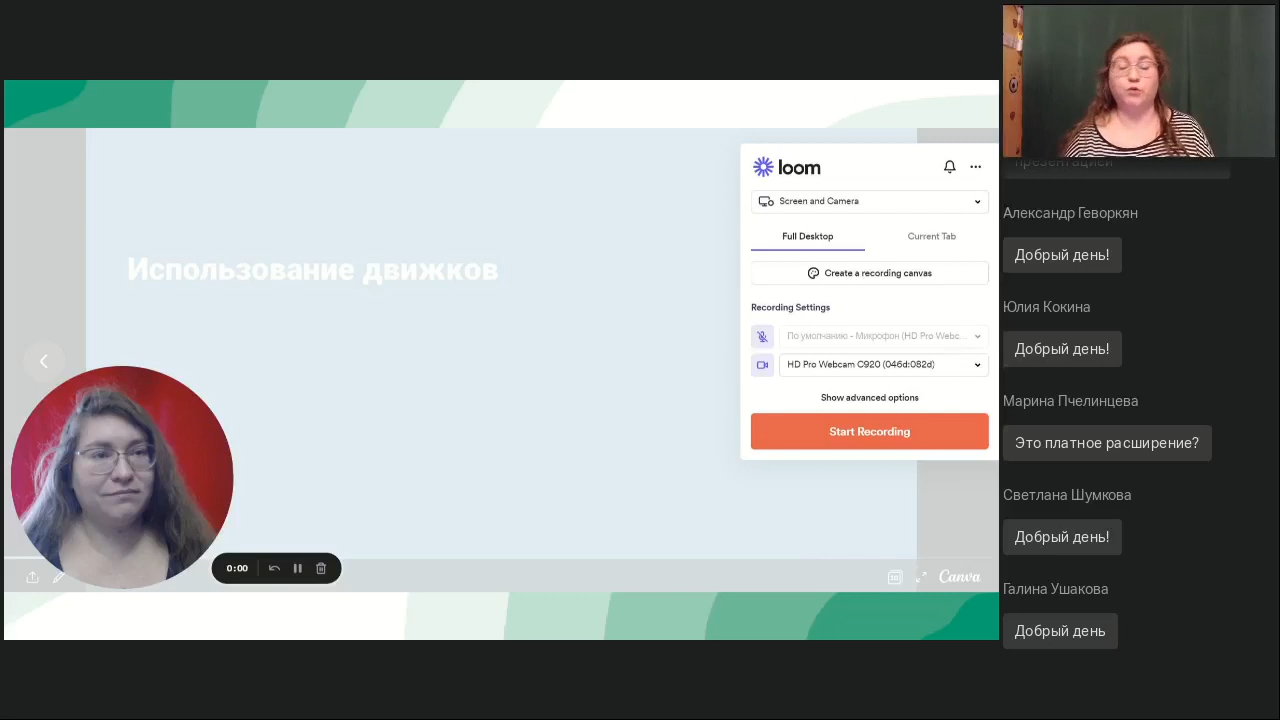 Использование движков
loom
Screen and Camera
Full Desktop
Current Tab
Create a recording canvas
Recording Settings
По умолчанию - Микрофон (HD Pro Webc...
HD Pro Webcam C920 (046d:082d)
Show advanced options
Start Recording
0:00
Canva
презентацией
Александр Геворкян
Добрый день!
Юлия Кокина
Добрый день!
Марина Пчелинцева
Это платное расширение?
Светлана Шумкова
Добрый день!
Галина Ушакова
Добрый день